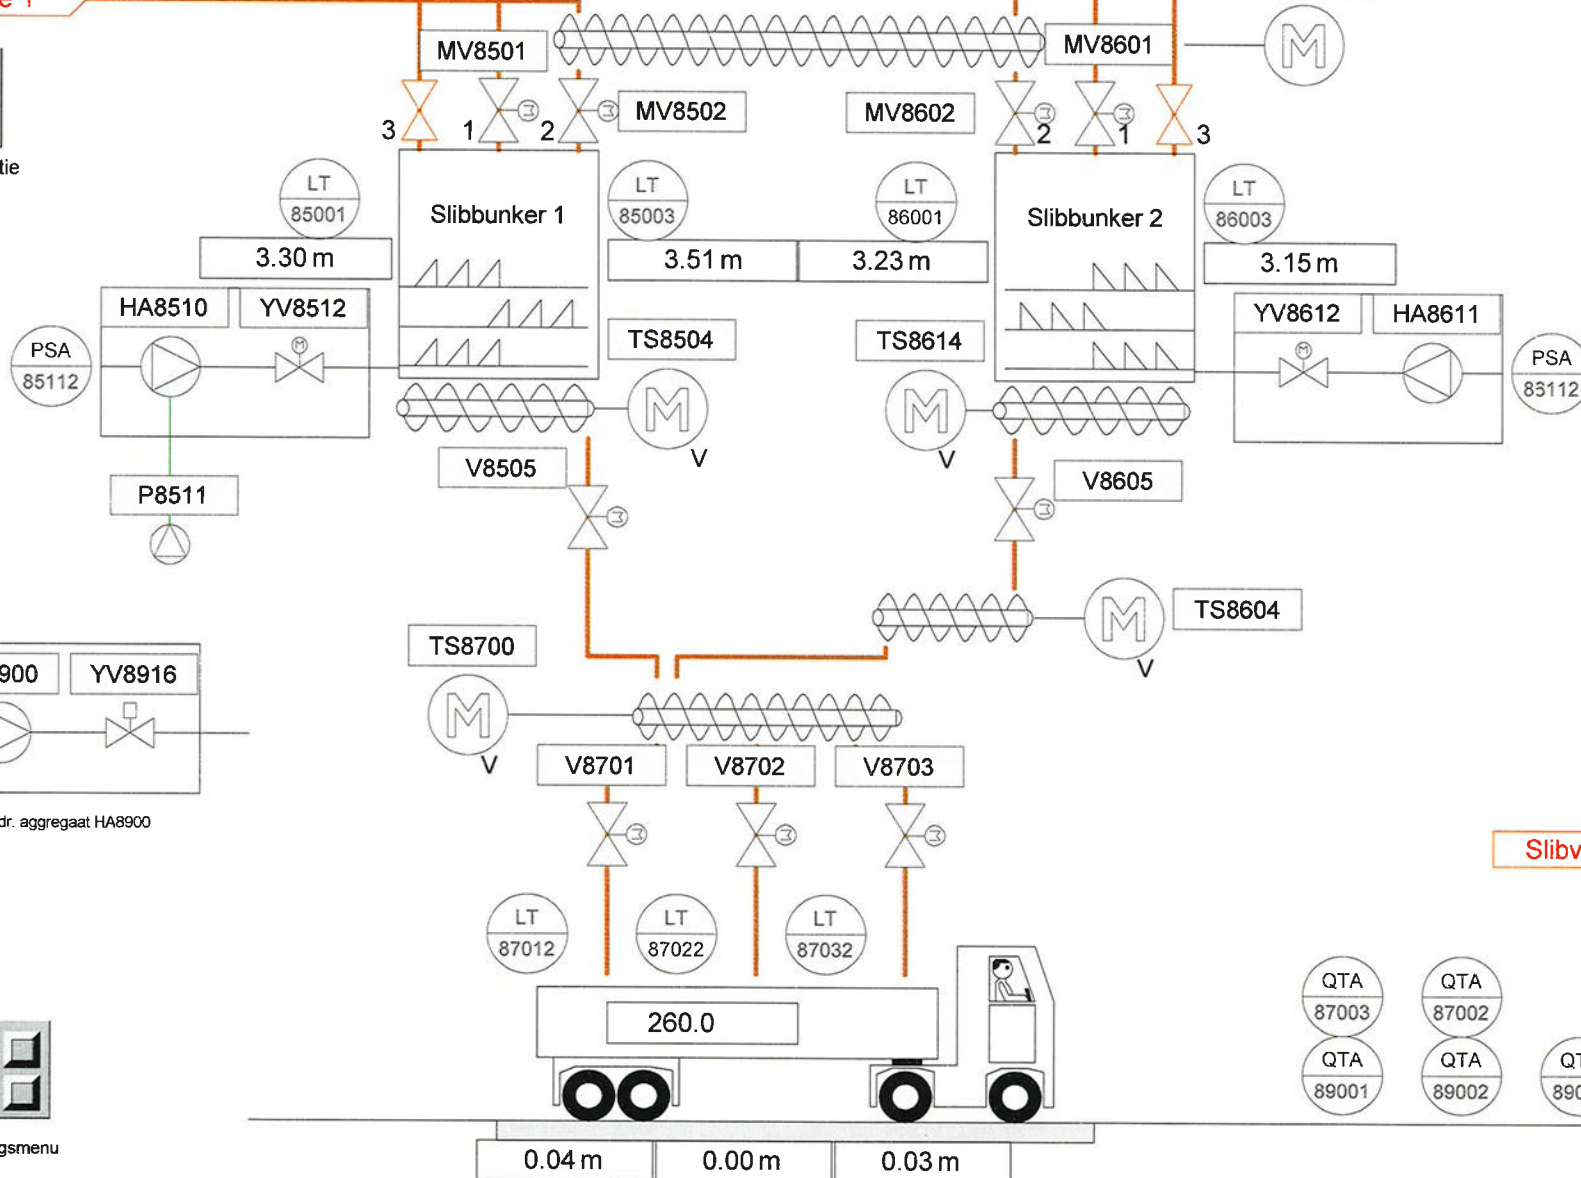 MV8501
MV8601
M
3
1
2
MV8502
MV8602
2
1
3
tie
LT
85001
Slibbunker 1
LT
85003
LT
86001
Slibbunker 2
LT
86003
3.30 m
3.51 m
3.23 m
3.15 m
HA8510
YV8512
TS8504
TS8614
YV8612
HA8611
PSA
85112
M
M
M
V
M
V
PSA
86112
V8505
V8605
P8511
TS8604
M
V
TS8700
M
V
900
YV8916
V8701
V8702
V8703
dr. aggregaat HA8900
Slibv
LT
87012
LT
87022
LT
87032
260.0
QTA
87003
QTA
87002
QTA
89001
QTA
89002
QT
890
gsmenu
0.04 m
0.00 m
0.03 m